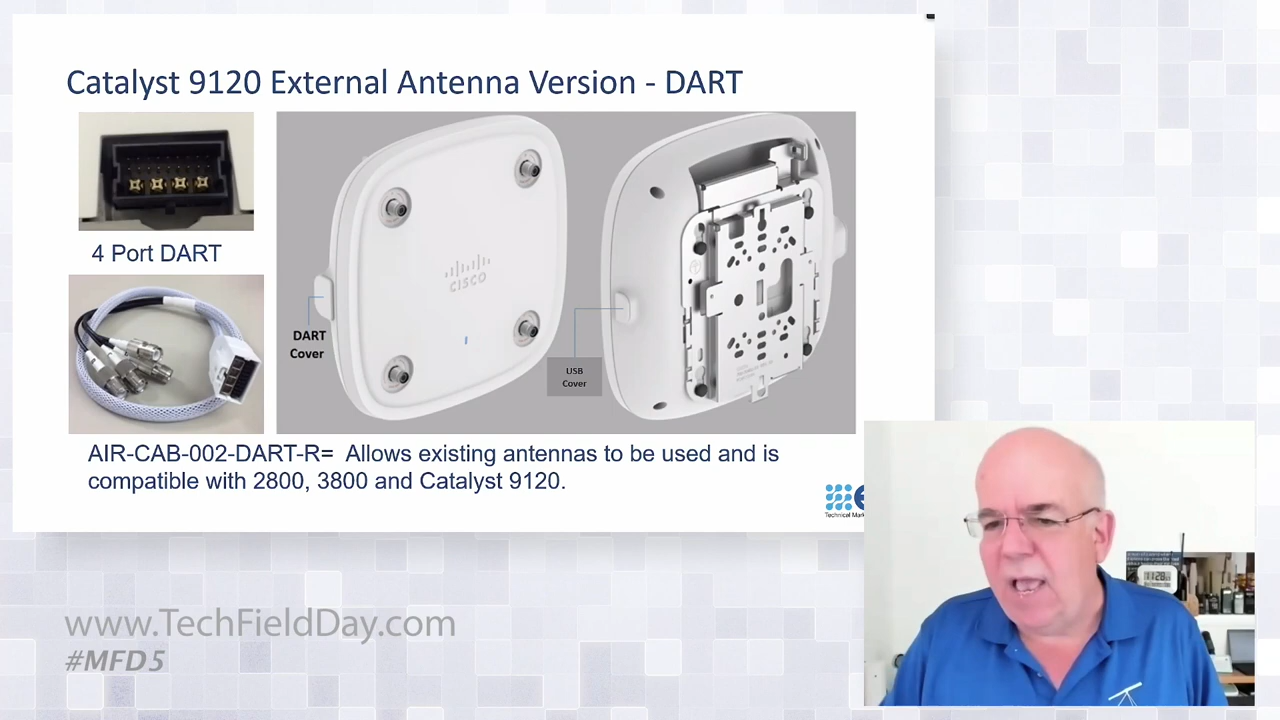 Catalyst 9120 External Antenna Version - DART
4 Port DART
CISCO
DART
Cover
USB
Cover
AIR-CAB-002-DART-R= Allows existing antennas to be used and is
compatible with 2800, 3800 and Catalyst 9120.
www.TechFieldDay.com
#MFD5